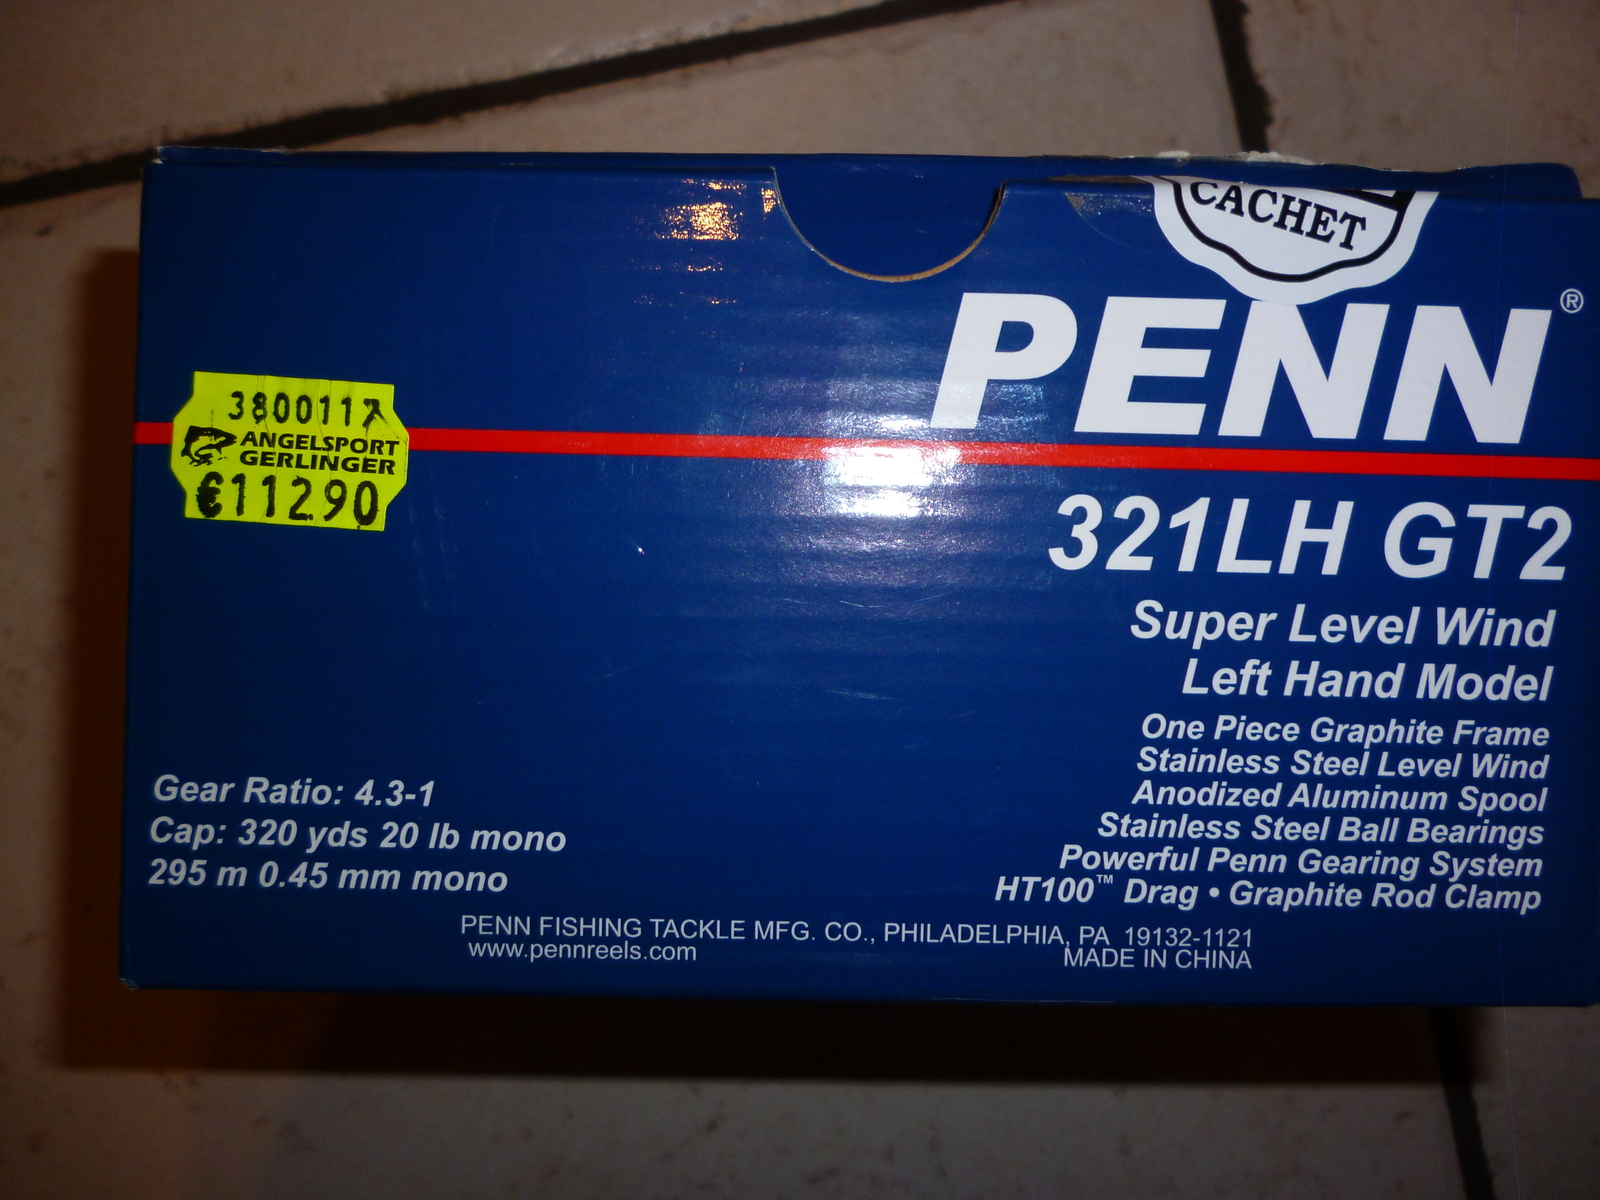 CACHET
PENN®
321LH GT2
Super Level Wind
Left Hand Model
One Piece Graphite Frame
Stainless Steel Level Wind
Anodized Aluminum Spool
Stainless Steel Ball Bearings
Powerful Penn Gearing System
HT100™ Drag • Graphite Rod Clamp
ANGELSPORT
GERLINGER
€11290
Gear Ratio: 4.3-1
Cap: 320 yds 20 lb mono
295 m 0.45 mm mono
PENN FISHING TACKLE MFG. CO., PHILADELPHIA, PA 19132-1121
www.pennreels.com
MADE IN CHINA